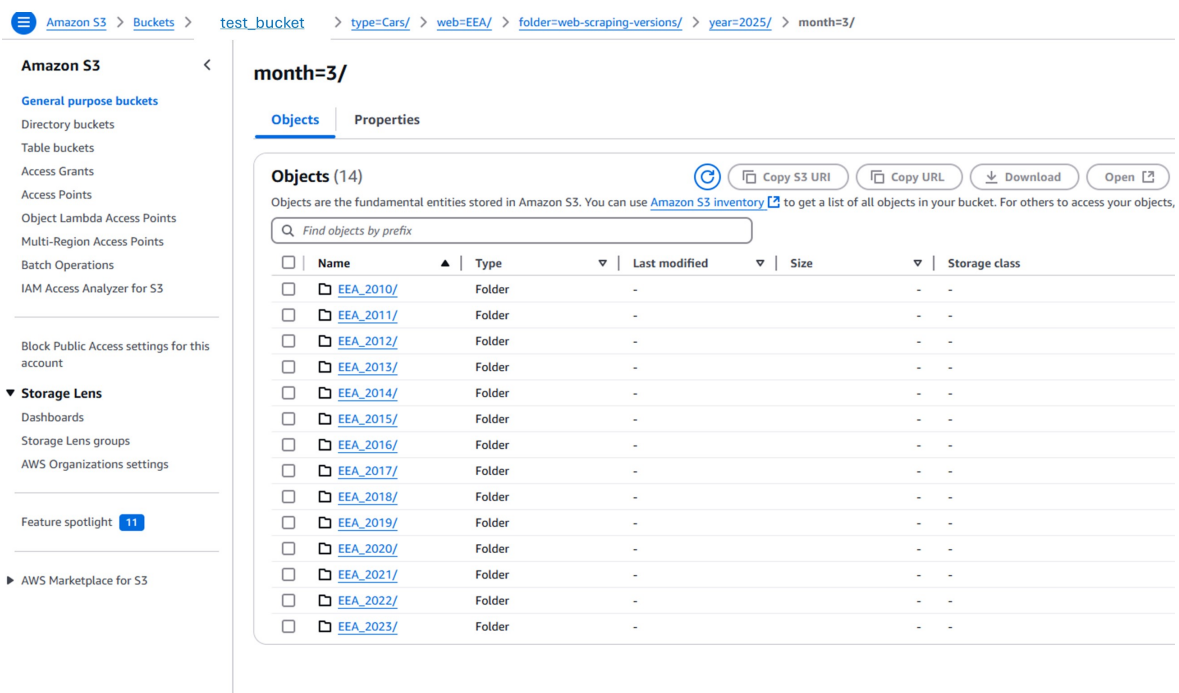 Amazon S3 > Buckets > test_bucket > type=Cars/ > web=EEA/ > folder=web-scraping-versions/ > year=2025/ > month=3/
Amazon S3
General purpose buckets
Directory buckets
Table buckets
Access Grants
Access Points
Object Lambda Access Points
Multi-Region Access Points
Batch Operations
IAM Access Analyzer for S3
Block Public Access settings for this
account
Storage Lens
Dashboards
Storage Lens groups
AWS Organizations settings
Feature spotlight 11
AWS Marketplace for S3
month=3/
Objects Properties
Objects (14) Copy S3 URI Copy URL Download Open
Objects are the fundamental entities stored in Amazon S3. You can use Amazon S3 inventory to get a list of all objects in your bucket. For others to access your objects,
Find objects by prefix
Name Type Last modified Size Storage class
EEA_2010/ Folder - - -
EEA_2011/ Folder - - -
EEA_2012/ Folder - - -
EEA_2013/ Folder - - -
EEA_2014/ Folder - - -
EEA_2015/ Folder - - -
EEA_2016/ Folder - - -
EEA_2017/ Folder - - -
EEA_2018/ Folder - - -
EEA_2019/ Folder - - -
EEA_2020/ Folder - - -
EEA_2021/ Folder - - -
EEA_2022/ Folder - - -
EEA_2023/ Folder - - -